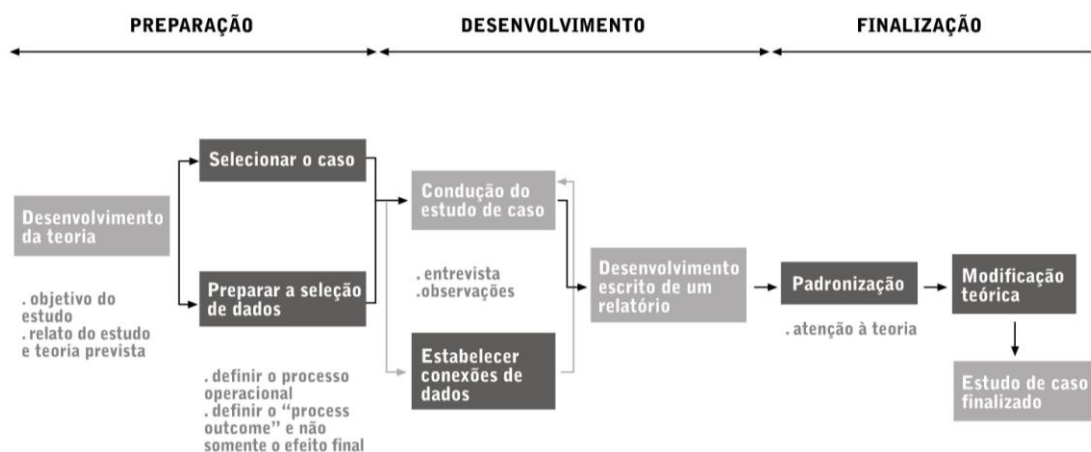 PREPARAÇÃO
DESENVOLVIMENTO
FINALIZAÇÃO
Desenvolvimento
da teoria
. objetivo do
estudo
. relato do estudo
e teoria prevista
Selecionar o caso
Preparar a seleção
de dados
. definir o processo
operacional
. definir o “process
outcome” e não
somente o efeito final
Condução do
estudo de caso
. entrevista
.observações
Estabelecer
conexões de
dados
Desenvolvimento
escrito de um
relatório
Padronização
. atenção à teoria
Modificação
teórica
Estudo de caso
finalizado